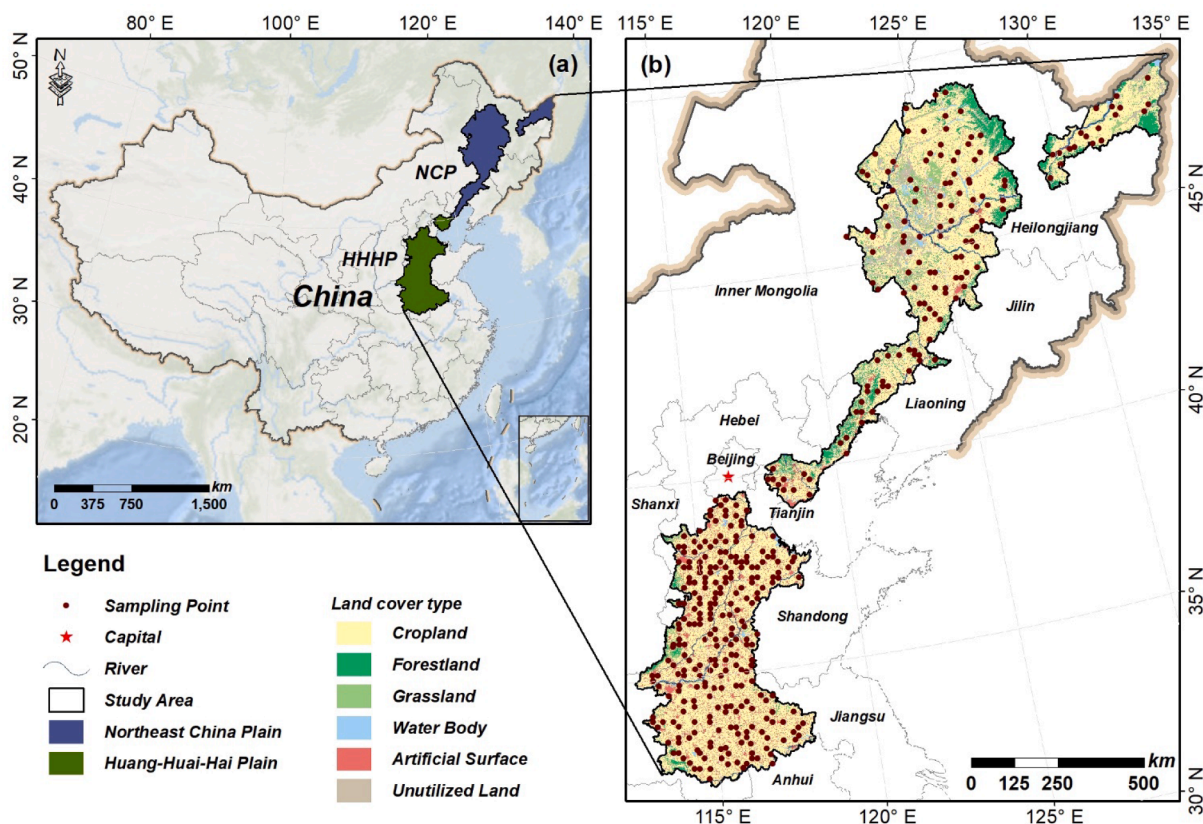 80° E 100° E 120° E 140° E
50° N
40° N
30° N
20° N
N
(a)
NCP
HHHP
China
km
0 375 750 1,500
115° E 120° E 125° E 130° E 135° E
(b)
45° N
40° N
35° N
30° N
Heilongjiang
Inner Mongolia
Jilin
Liaoning
Hebei
Beijing
Shanxi
Tianjin
Shandong
Jiangsu
Anhui
km
0 125 250 500
115° E 120° E 125° E
Legend
Sampling Point
Capital
River
Study Area
Northeast China Plain
Huang-Huai-Hai Plain
Land cover type
Cropland
Forestland
Grassland
Water Body
Artificial Surface
Unutilized Land